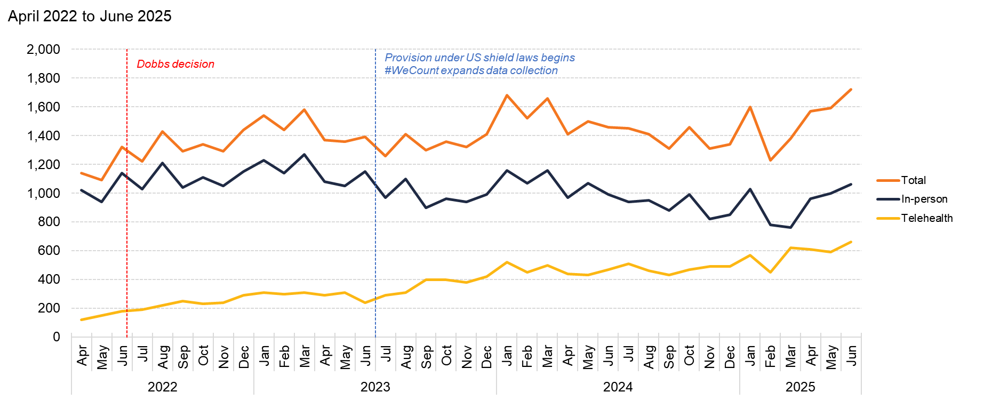 April 2022 to June 2025
2,000
1,800
1,600
1,400
1,200
1,000
800
600
400
200
0
Dobbs decision
Provision under US shield laws begins
#WeCount expands data collection
Total
In-person
Telehealth
Apr May Jun Jul Aug Sep Oct Nov Dec Jan Feb Mar Apr May Jun Jul Aug Sep Oct Nov Dec Jan Feb Mar Apr May Jun Jul Aug Sep Oct Nov Dec Jan Feb Mar Apr May Jun
2022 2023 2024 2025